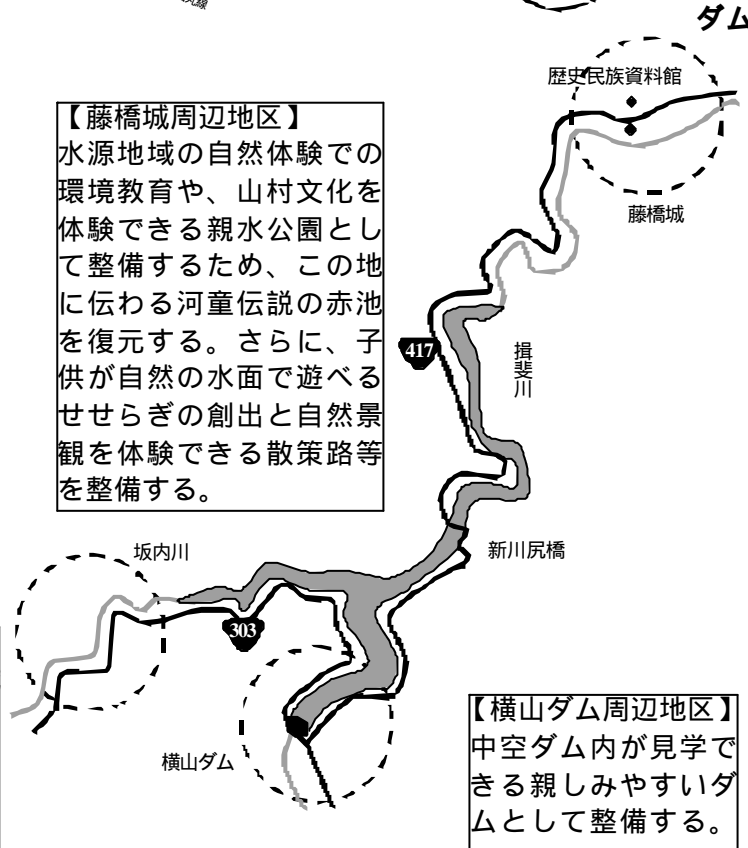 ダム
歴史民族資料館
【藤橋城周辺地区】
水源地域の自然体験での
環境教育や、山村文化を
体験できる親水公園とし
て整備するため、この地
に伝わる河童伝説の赤池
を復元する。さらに、子
供が自然の水面で遊べる
せせらぎの創出と自然景
観を体験できる散策路等
を整備する。
藤橋城
417
揖斐川
坂内川
新川尻橋
303
横山ダム
【横山ダム周辺地区】
中空ダム内が見学で
きる親しみやすいダ
ムとして整備する。